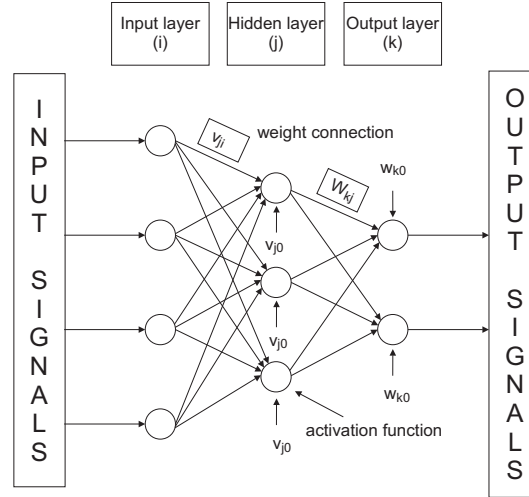 Input layer
(i)
Hidden layer
(j)
Output layer
(k)
INPUT SIGNALS
v_ji
weight connection
W_kj
w_k0
v_j0
v_j0
v_j0
w_k0
activation function
OUTPUT SIGNALS